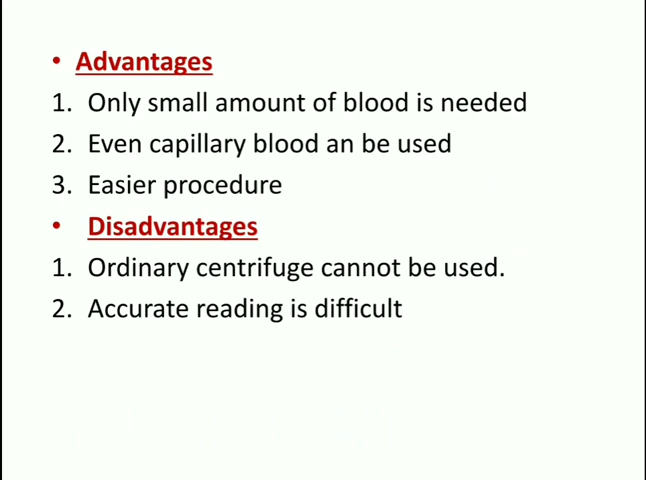 • Advantages
1. Only small amount of blood is needed
2. Even capillary blood an be used
3. Easier procedure
• Disadvantages
1. Ordinary centrifuge cannot be used.
2. Accurate reading is difficult